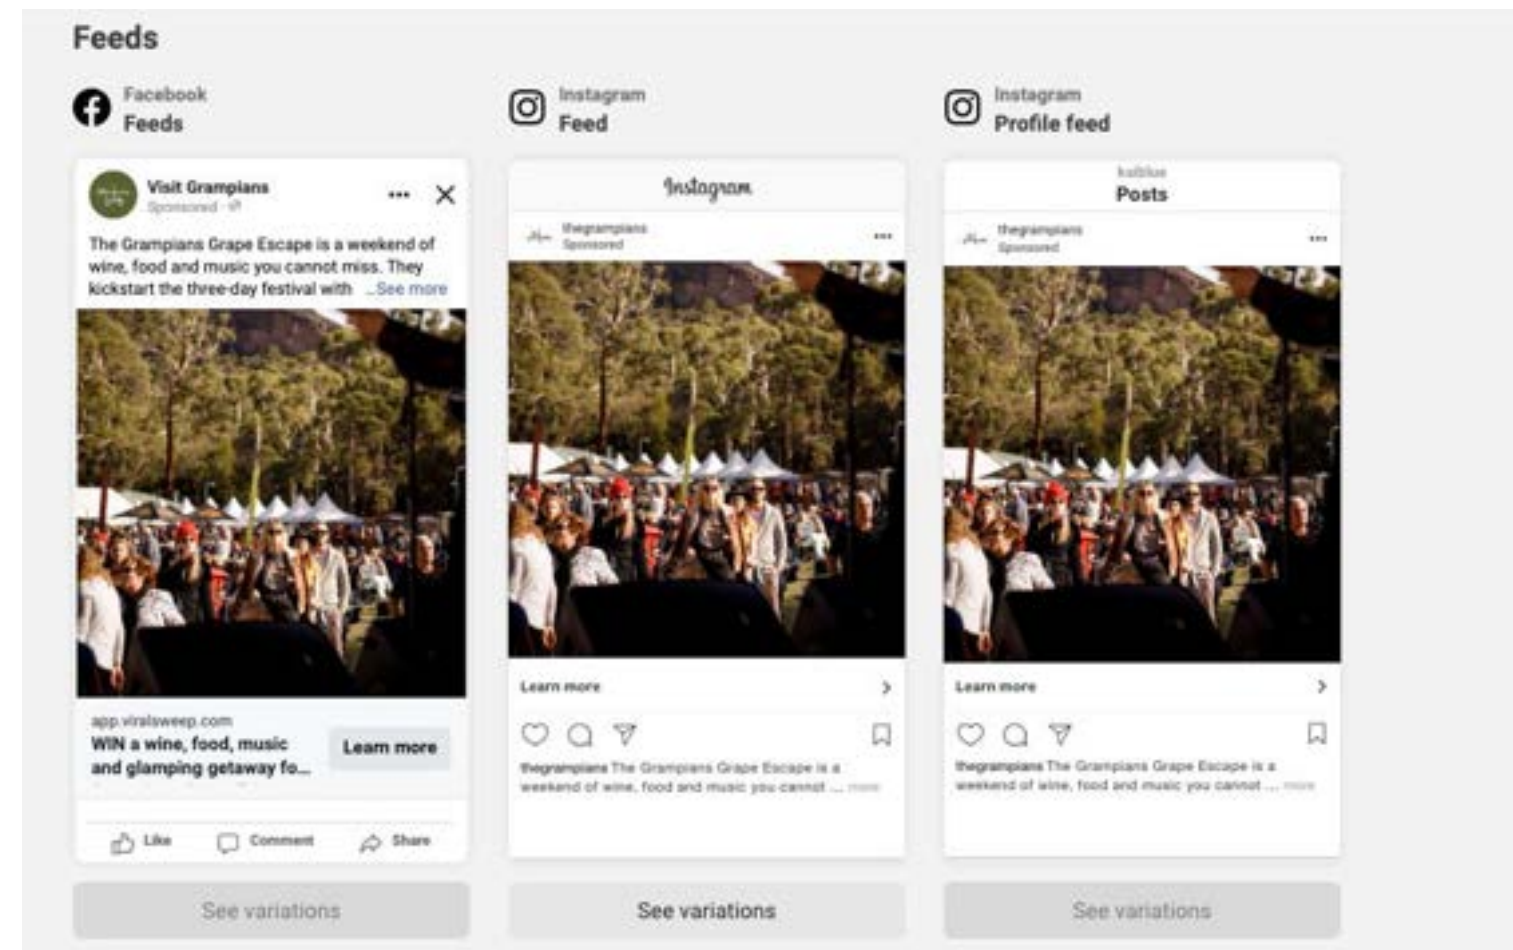 Feeds
Facebook
Feeds
Visit Grampians
Sponsored
The Grampians Grape Escape is a weekend of
wine, food and music you cannot miss. They
kickstart the three-day festival with ...See more
app.viralsweep.com
WIN a wine, food, music
and glamping getaway fo...
Learn more
Like Comment Share
See variations
Instagram
Feed
Instagram
thegrampians
Sponsored
Learn more
thegrampians The Grampians Grape Escape is a
weekend of wine, food and music you cannot ... more
See variations
Instagram
Profile feed
Posts
thegrampians
Sponsored
Learn more
thegrampians The Grampians Grape Escape is a
weekend of wine, food and music you cannot ... more
See variations